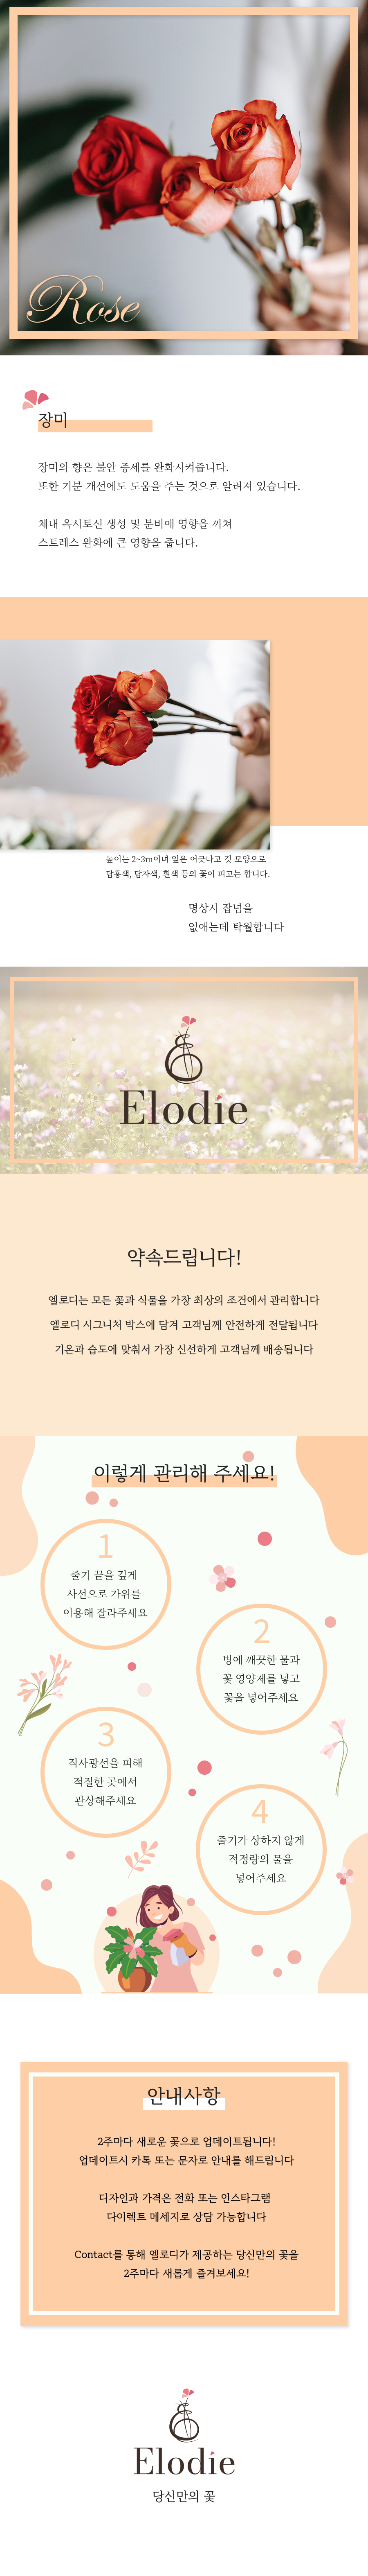 Rose
장미
장미의 향은 불안 증세를 완화시켜줍니다.
또한 기분 개선에도 도움을 주는 것으로 알려져 있습니다.
체내 옥시토신 생성 및 분비에 영향을 끼쳐
스트레스 완화에 큰 영향을 줍니다.
높이는 2~3m이며 잎은 어긋나고 깃 모양으로
담홍색, 담자색, 흰색 등의 꽃이 피고는 합니다.
명상시 잡념을
없애는데 탁월합니다
Elodie
약속드립니다!
엘로디는 모든 꽃과 식물을 가장 최상의 조건에서 관리합니다
엘로디 시그니처 박스에 담겨 고객님께 안전하게 전달됩니다
기온과 습도에 맞춰서 가장 신선하게 고객님께 배송됩니다
이렇게 관리해 주세요!
1
줄기 끝을 깊게
사선으로 가위를
이용해 잘라주세요
2
병에 깨끗한 물과
꽃 영양제를 넣고
꽃을 넣어주세요
3
직사광선을 피해
적절한 곳에서
관상해주세요
4
줄기가 상하지 않게
적정량의 물을
넣어주세요
안내사항
2주마다 새로운 꽃으로 업데이트됩니다!
업데이트시 카톡 또는 문자로 안내를 해드립니다
디자인과 가격은 전화 또는 인스타그램
다이렉트 메세지로 상담 가능합니다
Contact를 통해 엘로디가 제공하는 당신만의 꽃을
2주마다 새롭게 즐겨보세요!
Elodie
당신만의 꽃